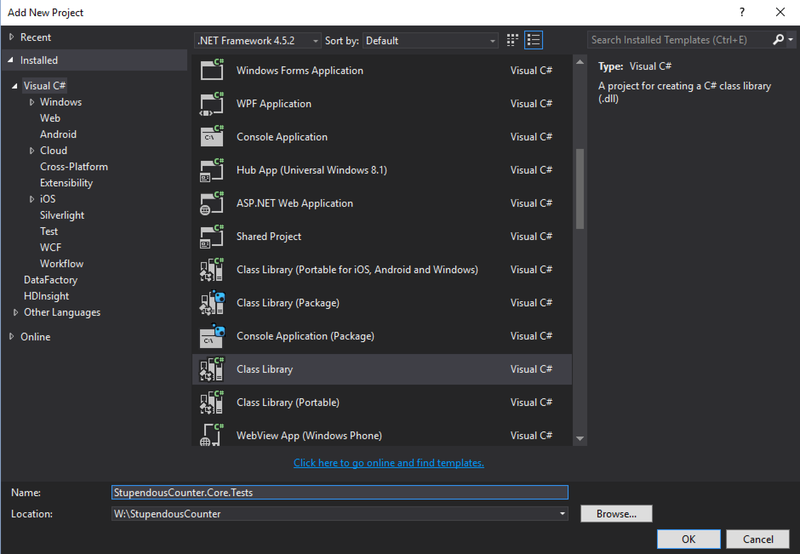 Add New Project
? ×
Recent
.NET Framework 4.5.2 Sort by: Default
Search Installed Templates (Ctrl+E)
Installed
Visual C#
Windows
Web
Android
Cloud
Cross-Platform
Extensibility
iOS
Silverlight
Test
WCF
Workflow
DataFactory
HDInsight
Other Languages
Online
Windows Forms Application Visual C#
WPF Application Visual C#
Console Application Visual C#
Hub App (Universal Windows 8.1) Visual C#
ASP.NET Web Application Visual C#
Shared Project Visual C#
Class Library (Portable for iOS, Android and Windows) Visual C#
Class Library (Package) Visual C#
Console Application (Package) Visual C#
Class Library Visual C#
Class Library (Portable) Visual C#
WebView App (Windows Phone) Visual C#
Type: Visual C#
A project for creating a C# class library
(.dll)
Click here to go online and find templates.
Name: StupendousCounter.Core.Tests
Location: W:\StupendousCounter
Browse...
OK Cancel